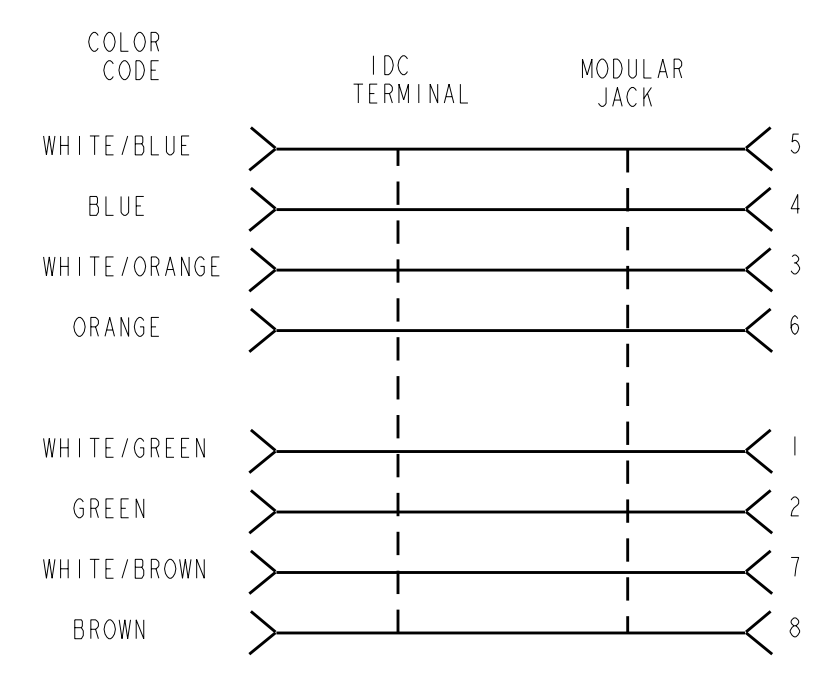 COLOR
CODE
IDC
TERMINAL
MODULAR
JACK
WHITE/BLUE 5
BLUE 4
WHITE/ORANGE 3
ORANGE 6
WHITE/GREEN 1
GREEN 2
WHITE/BROWN 7
BROWN 8